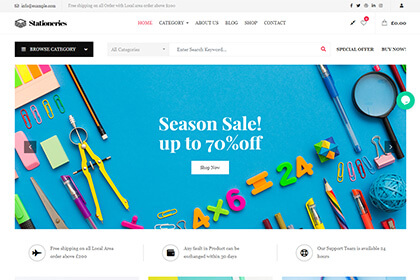 info@example.com
Free shipping on all Order with Local area order above £200
Stationeries
HOME CATEGORY ABOUT US BLOG SHOP CONTACT
0
£0.00
BROWSE CATEGORY
All Categories
Enter Search Keyword...
SPECIAL OFFER BUY NOW!
Season Sale!
up to 70%off
Shop Now
4×6=24
Free shipping on all Local Area
order above £200
Any fault in Product can be
exchanged within 30 days
Our Support Team is available 24
hours